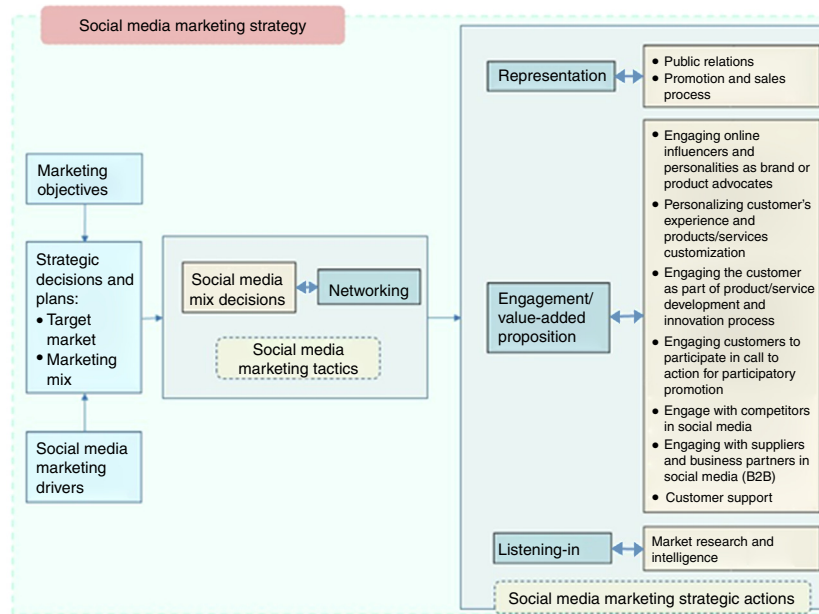 Social media marketing strategy
Marketing
objectives
Strategic
decisions and
plans:
• Target
market
• Marketing
mix
Social media
marketing
drivers
Social media
mix decisions
Networking
Social media
marketing tactics
Representation
• Public relations
• Promotion and sales
process
Engagement/
value-added
proposition
• Engaging online
influencers and
personalities as brand or
product advocates
• Personalizing customer's
experience and
products/services
customization
• Engaging the customer
as part of product/service
development and
innovation process
• Engaging customers to
participate in call to
action for participatory
promotion
• Engage with competitors
in social media
• Engaging with suppliers
and business partners in
social media (B2B)
• Customer support
Listening-in
Market research and
intelligence
Social media marketing strategic actions